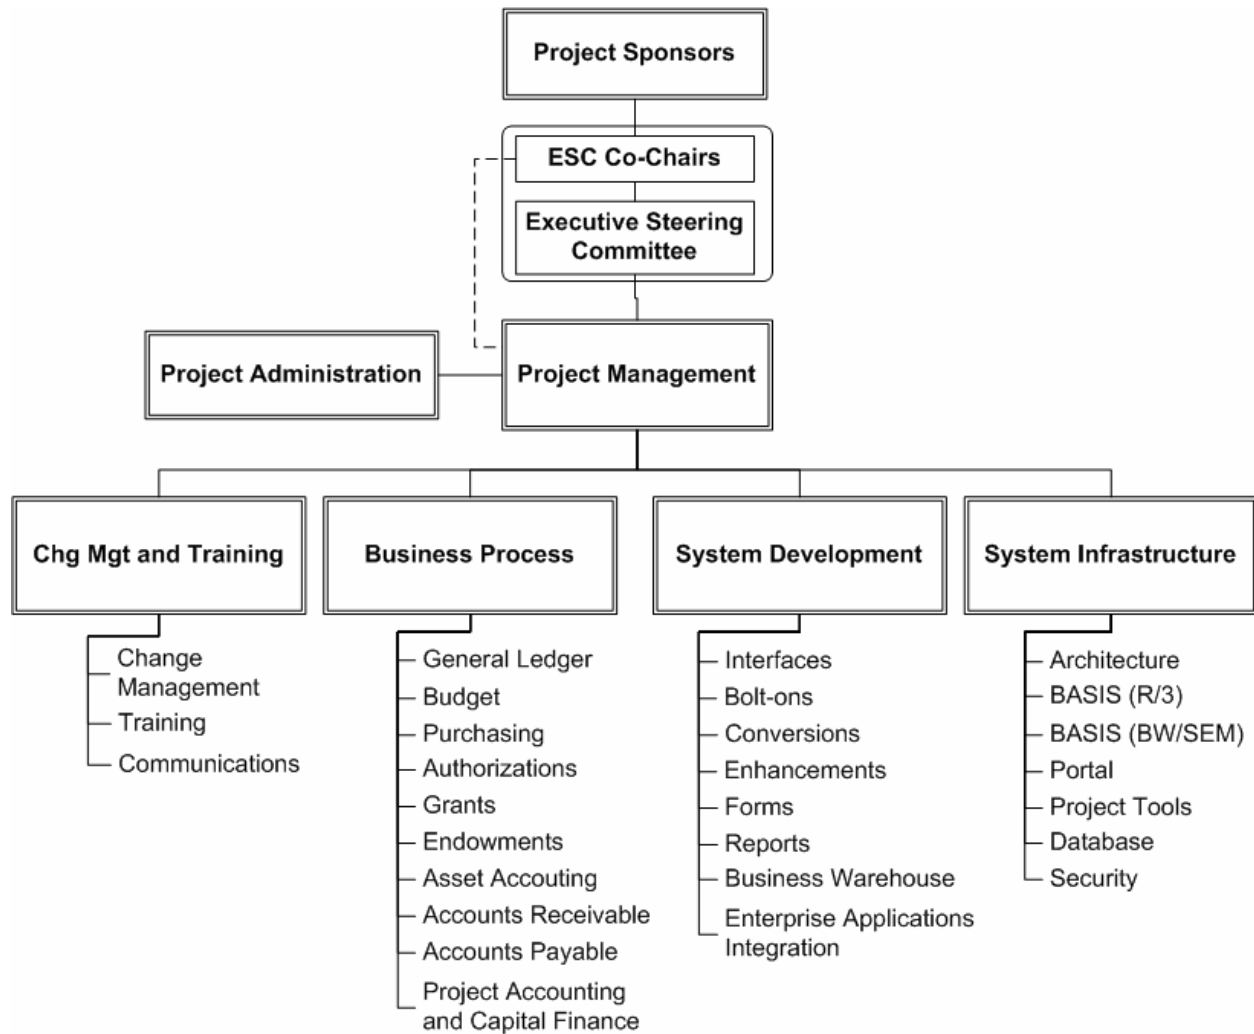 Project Sponsors
ESC Co-Chairs
Executive Steering
Committee
Project Administration
Project Management
Chg Mgt and Training
Change
Management
Training
Communications
Business Process
General Ledger
Budget
Purchasing
Authorizations
Grants
Endowments
Asset Accouting
Accounts Receivable
Accounts Payable
Project Accounting
and Capital Finance
System Development
Interfaces
Bolt-ons
Conversions
Enhancements
Forms
Reports
Business Warehouse
Enterprise Applications
Integration
System Infrastructure
Architecture
BASIS (R/3)
BASIS (BW/SEM)
Portal
Project Tools
Database
Security